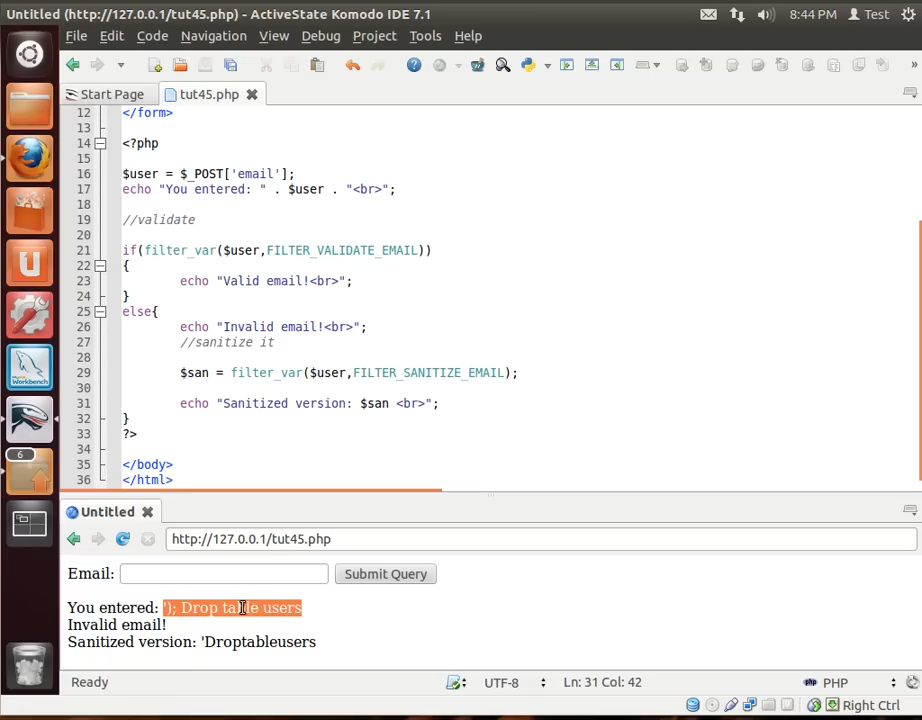 Untitled (http://127.0.0.1/tut45.php) - ActiveState Komodo IDE 7.1
8:44 PM Test
File Edit Code Navigation View Debug Project Tools Help
»
Start Page tut45.php
12 </form>
13
14 <?php
15
16 $user = $_POST['email'];
17 echo "You entered: " . $user . "<br>";
18
19 //validate
20
21 if(filter_var($user,FILTER_VALIDATE_EMAIL))
22 {
23 echo "Valid email!<br>";
24 }
25 else{
26 echo "Invalid email!<br>";
27 //sanitize it
28
29 $san = filter_var($user,FILTER_SANITIZE_EMAIL);
30
31 echo "Sanitized version: $san <br>";
32 }
33 ?>
34
35 </body>
36 </html>
MySQL
Workbench
6
Untitled
http://127.0.0.1/tut45.php
Email: Submit Query
You entered: '); Drop table users
Invalid email!
Sanitized version: 'Droptableusers
Ready UTF-8 Ln: 31 Col: 42 php PHP
Right Ctrl